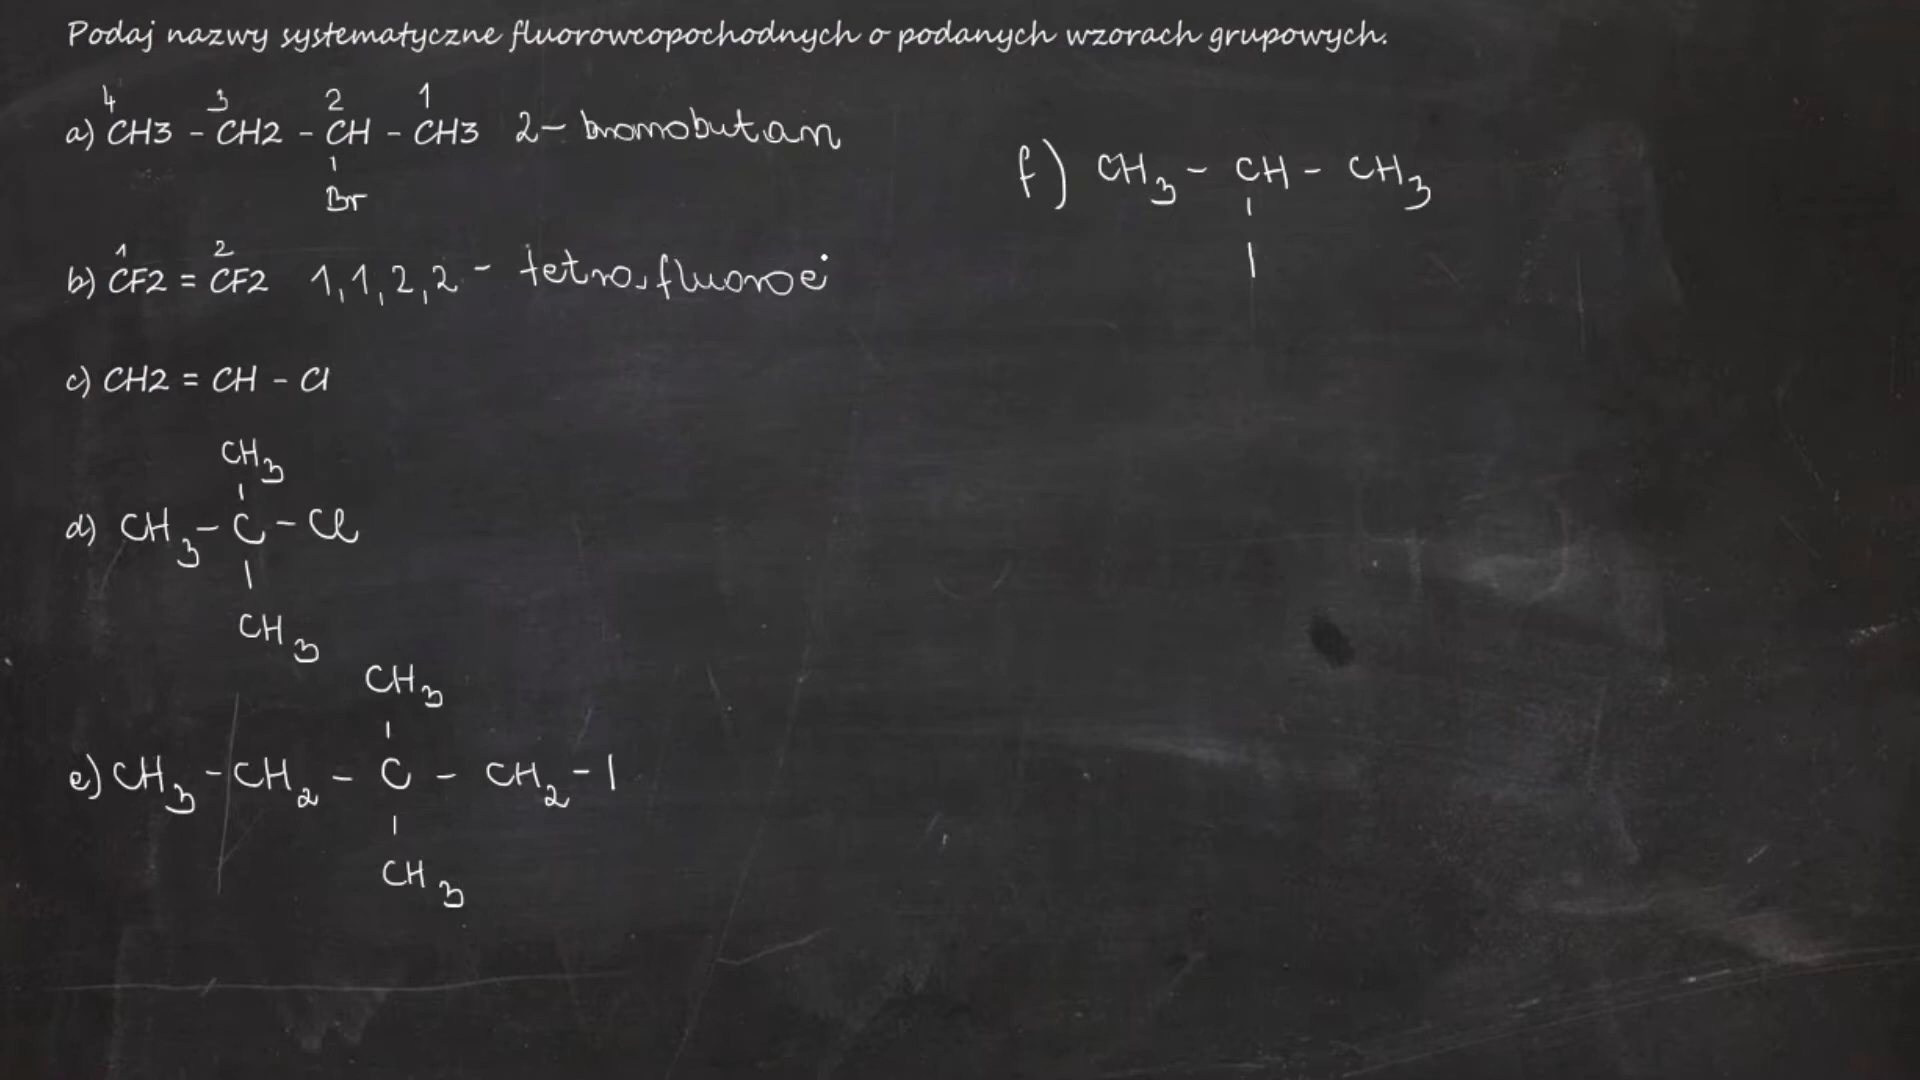 Podaj nazwy systematyczne fluorowcopochodnych o podanych wzorach grupowych.
4 3 2 1
a) CH3 - CH2 - CH - CH3 2- bromobutan
Br
1 2
b) CF2 = CF2 1,1,2,2 - tetrafluoroe
c) CH2 = CH - Cl
CH3
d) CH3 - C - Cl
CH3
CH3
e) CH3 - CH2 - C - CH2 - I
CH3
f) CH3 - CH - CH3
I